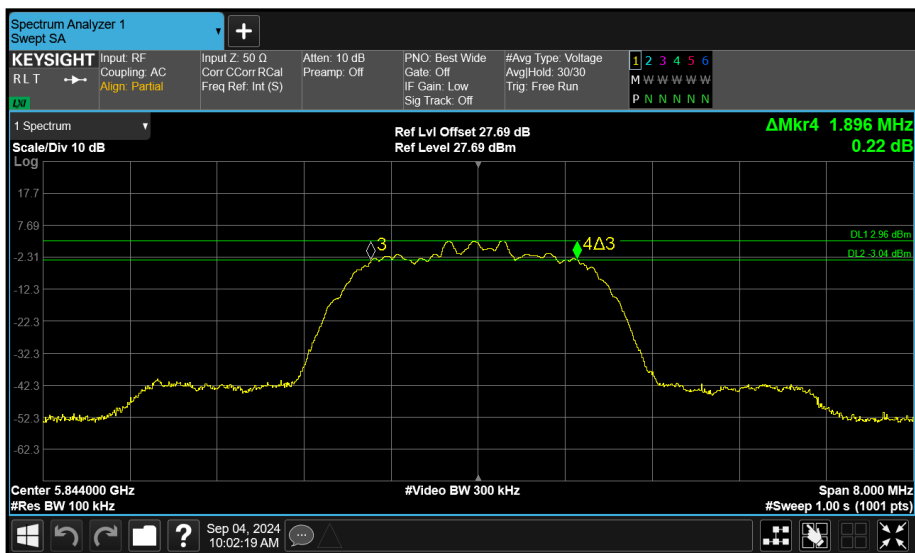 Spectrum Analyzer 1
Swept SA
+
KEYSIGHT
R L T
LXI
Input: RF
Coupling: AC
Align: Partial
Input Z: 50 Ω
Corr CCorr RCal
Freq Ref: Int (S)
Atten: 10 dB
Preamp: Off
PNO: Best Wide
Gate: Off
IF Gain: Low
Sig Track: Off
#Avg Type: Voltage
Avg|Hold: 30/30
Trig: Free Run
1 2 3 4 5 6
M W W W W W
P N N N N N
1 Spectrum
Scale/Div 10 dB
Ref Lvl Offset 27.69 dB
Ref Level 27.69 dBm
ΔMkr4 1.896 MHz
0.22 dB
Log
17.7
7.69
-2.31
-12.3
-22.3
-32.3
-42.3
-52.3
-62.3
3
4Δ3
DL1 2.96 dBm
DL2 -3.04 dBm
Center 5.844000 GHz
#Res BW 100 kHz
#Video BW 300 kHz
Span 8.000 MHz
#Sweep 1.00 s (1001 pts)
?
Sep 04, 2024
10:02:19 AM